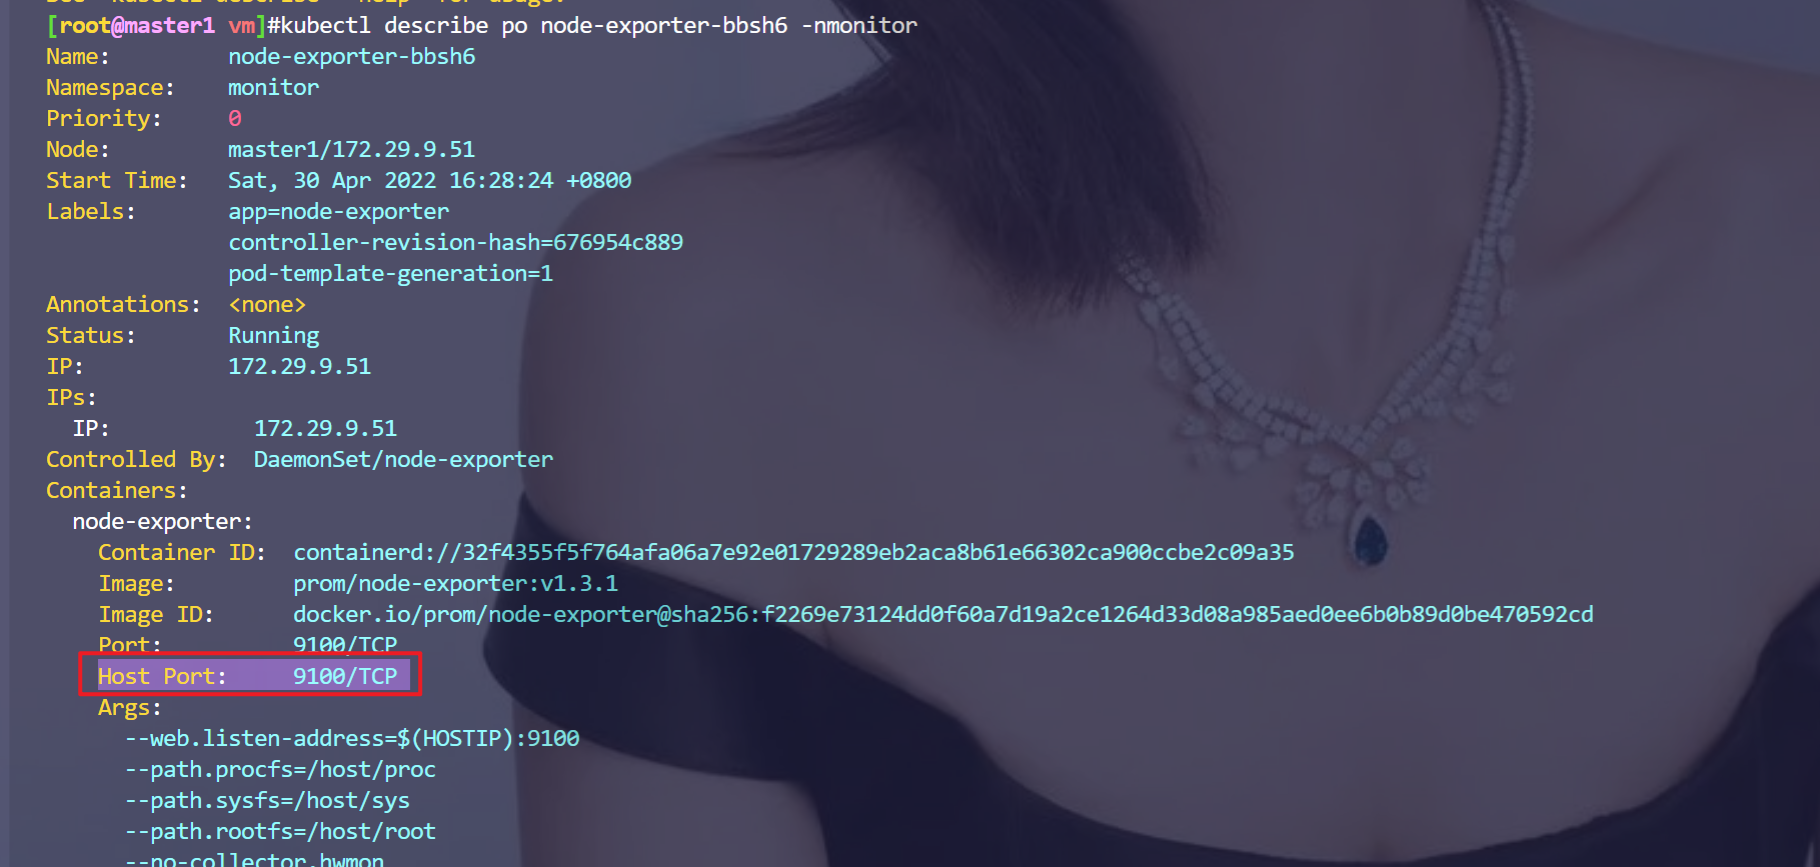 See 'kubectl describe --help' for usage.
[root@master1 vm]#kubectl describe po node-exporter-bbsh6 -nmonitor
Name: node-exporter-bbsh6
Namespace: monitor
Priority: 0
Node: master1/172.29.9.51
Start Time: Sat, 30 Apr 2022 16:28:24 +0800
Labels: app=node-exporter
controller-revision-hash=676954c889
pod-template-generation=1
Annotations: <none>
Status: Running
IP: 172.29.9.51
IPs:
IP: 172.29.9.51
Controlled By: DaemonSet/node-exporter
Containers:
node-exporter:
Container ID: containerd://32f4355f5f764afa06a7e92e01729289eb2aca8b61e66302ca900ccbe2c09a35
Image: prom/node-exporter:v1.3.1
Image ID: docker.io/prom/node-exporter@sha256:f2269e73124dd0f60a7d19a2ce1264d33d08a985aed0ee6b0b89d0be470592cd
Port: 9100/TCP
Host Port: 9100/TCP
Args:
--web.listen-address=$(HOSTIP):9100
--path.procfs=/host/proc
--path.sysfs=/host/sys
--path.rootfs=/host/root
--no-collector.hwmon